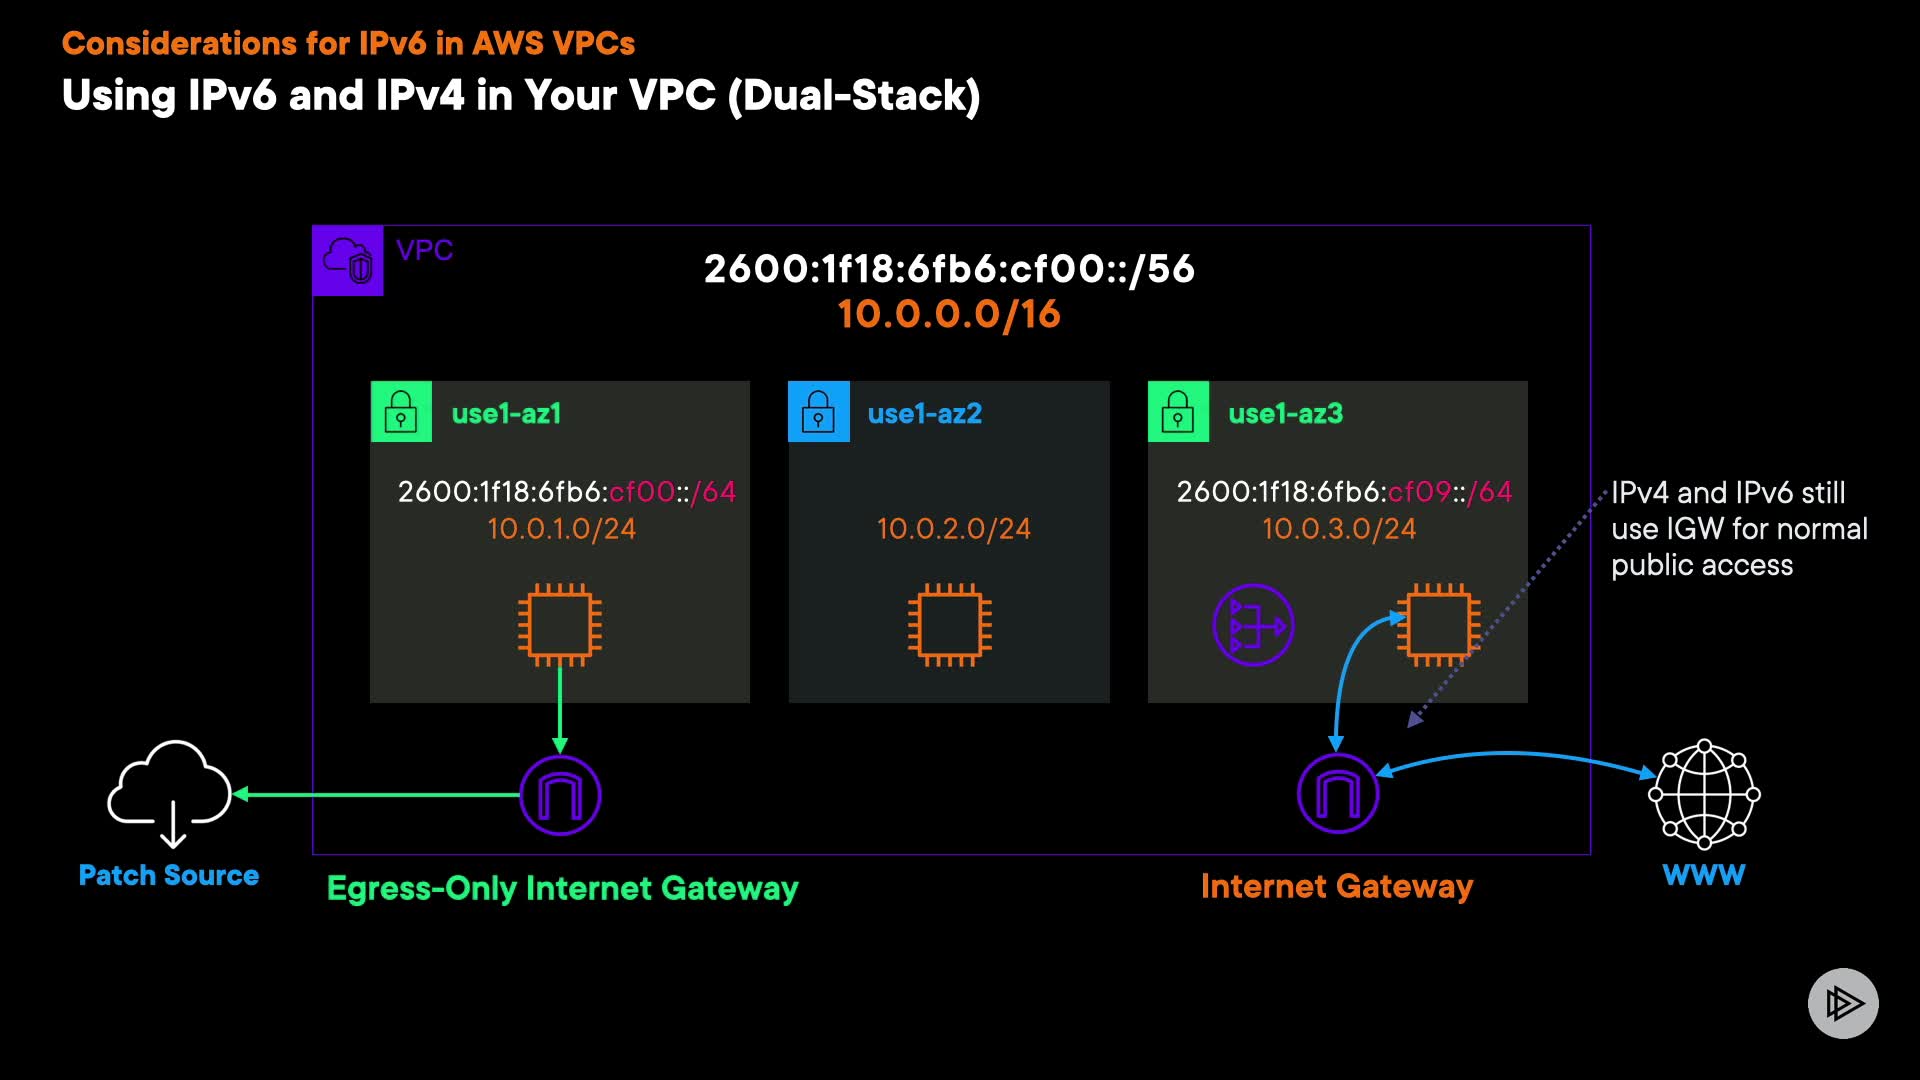 Considerations for IPv6 in AWS VPCs
Using IPv6 and IPv4 in Your VPC (Dual-Stack)
VPC
2600:1f18:6fb6:cf00::/56
10.0.0.0/16
use1-az1
2600:1f18:6fb6:cf00::/64
10.0.1.0/24
use1-az2
10.0.2.0/24
use1-az3
2600:1f18:6fb6:cf09::/64
10.0.3.0/24
IPv4 and IPv6 still
use IGW for normal
public access
Patch Source
Egress-Only Internet Gateway
Internet Gateway
WWW